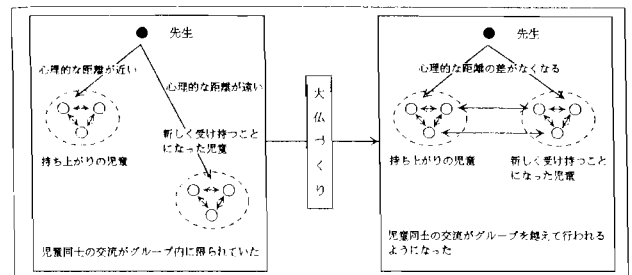 先生
心理的な距離が近い
心理的な距離が遠い
持ち上がりの児童
新しく受け持つこと
になった児童
児童同士の交流がグループ内に限られていた
大仏づくり
先生
心理的な距離の差がなくなる
持ち上がりの児童
新しく受け持つこと
になった児童
児童同士の交流がグループを越えて行われる
ようになった